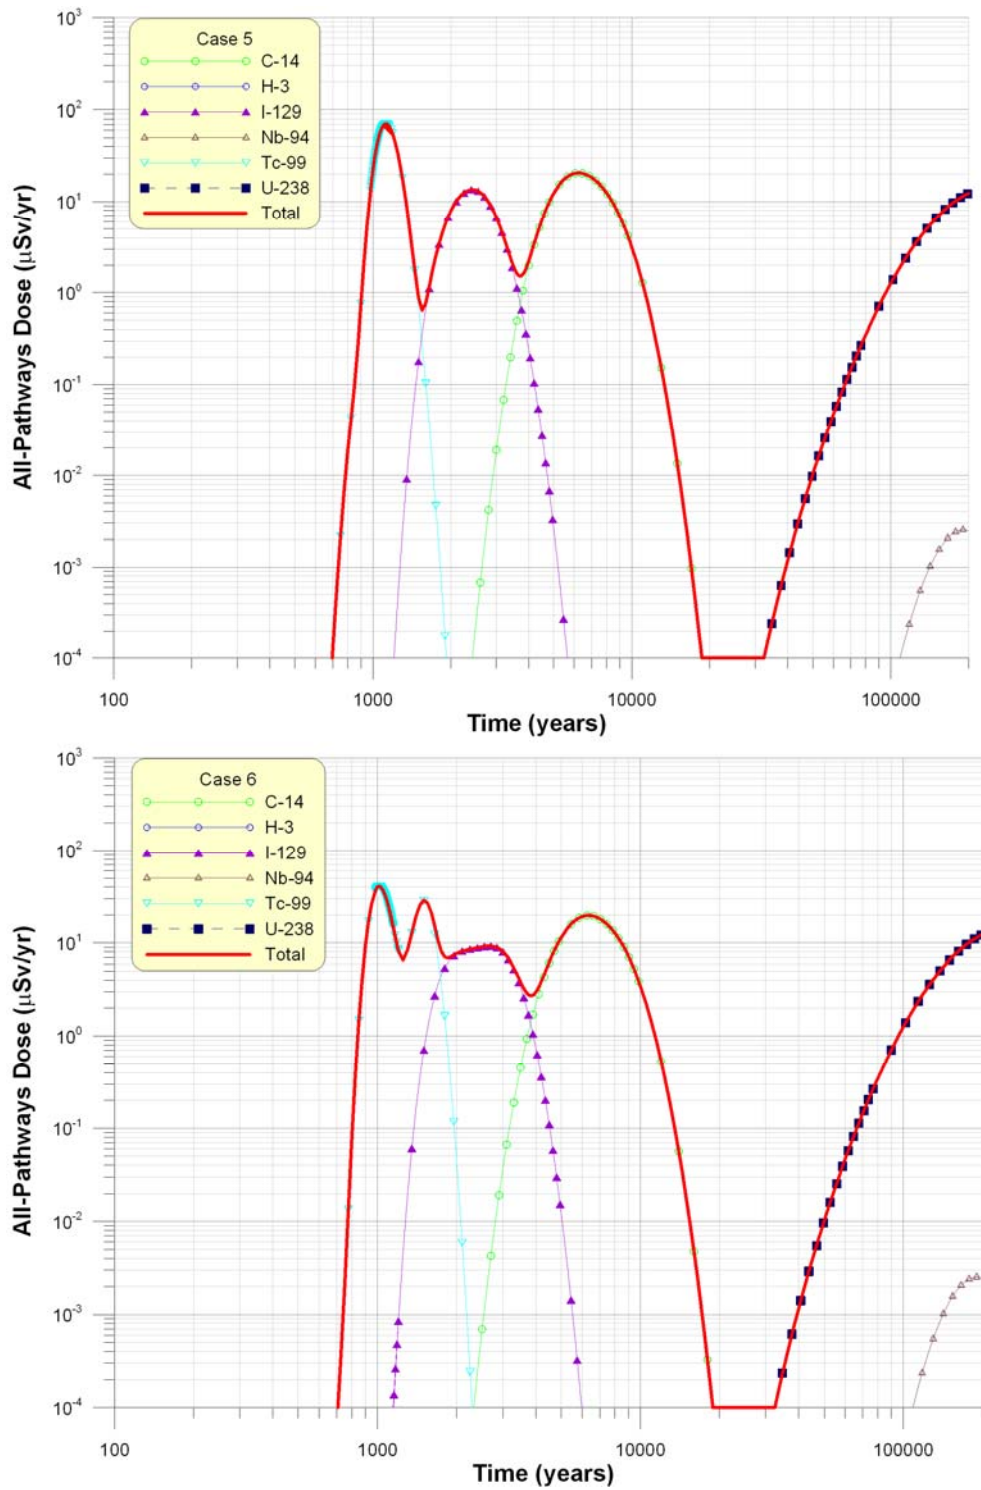 Case 5
C-14
H-3
I-129
Nb-94
Tc-99
U-238
Total
10³
10²
10¹
10⁰
10⁻¹
10⁻²
10⁻³
10⁻⁴
All-Pathways Dose (μSv/yr)
100 1000 10000 100000
Time (years)
Case 6
C-14
H-3
I-129
Nb-94
Tc-99
U-238
Total
10³
10²
10¹
10⁰
10⁻¹
10⁻²
10⁻³
10⁻⁴
All-Pathways Dose (μSv/yr)
100 1000 10000 100000
Time (years)